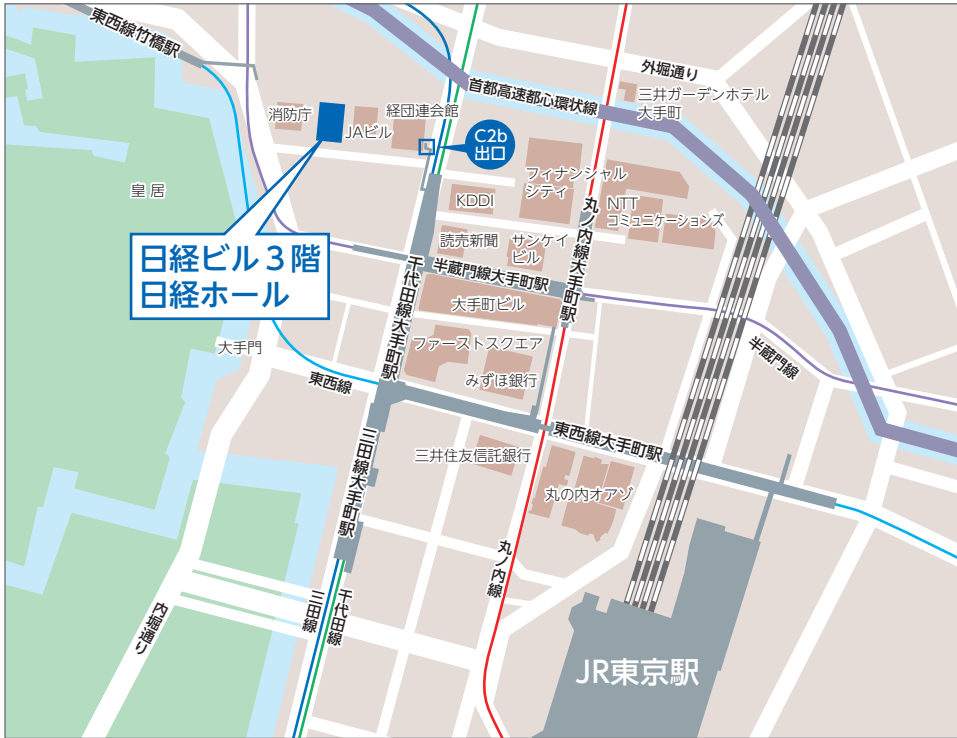 東西線竹橋駅
外堀通り
首都高速都心環状線
三井ガーデンホテル
大手町
消防庁
JAビル
経団連会館
C2b
出口
フィナンシャル
シティ
皇居
KDDI
NTT
コミュニケーションズ
丸ノ内線大手町駅
読売新聞
サンケイ
ビル
日経ビル3階
日経ホール
半蔵門線大手町駅
千代田線大手町駅
大手町ビル
大手門
ファーストスクエア
半蔵門線
東西線
みずほ銀行
東西線大手町駅
三田線大手町駅
三井住友信託銀行
丸の内オアゾ
丸ノ内線
内堀通り
三田線
千代田線
JR東京駅